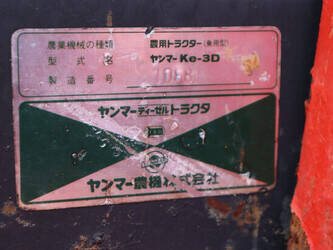 農業機械の種類 農用トラクター(乗用型)
型式名 ヤンマー Ke-3D
製造番号
ヤンマーディーゼルトラクタ
ヤンマー農機株式会社